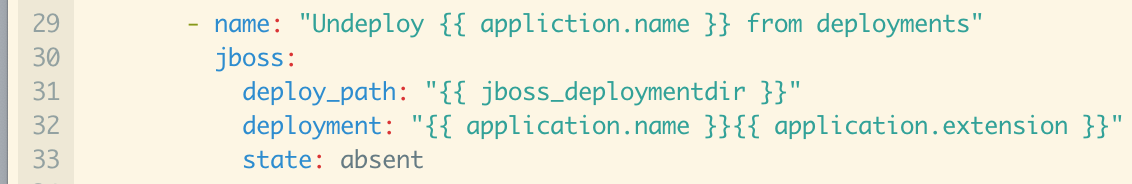 29 - name: "Undeploy {{ appliction.name }} from deployments"
30 jboss:
31 deploy_path: "{{ jboss_deploymentdir }}"
32 deployment: "{{ application.name }}{{ application.extension }}"
33 state: absent